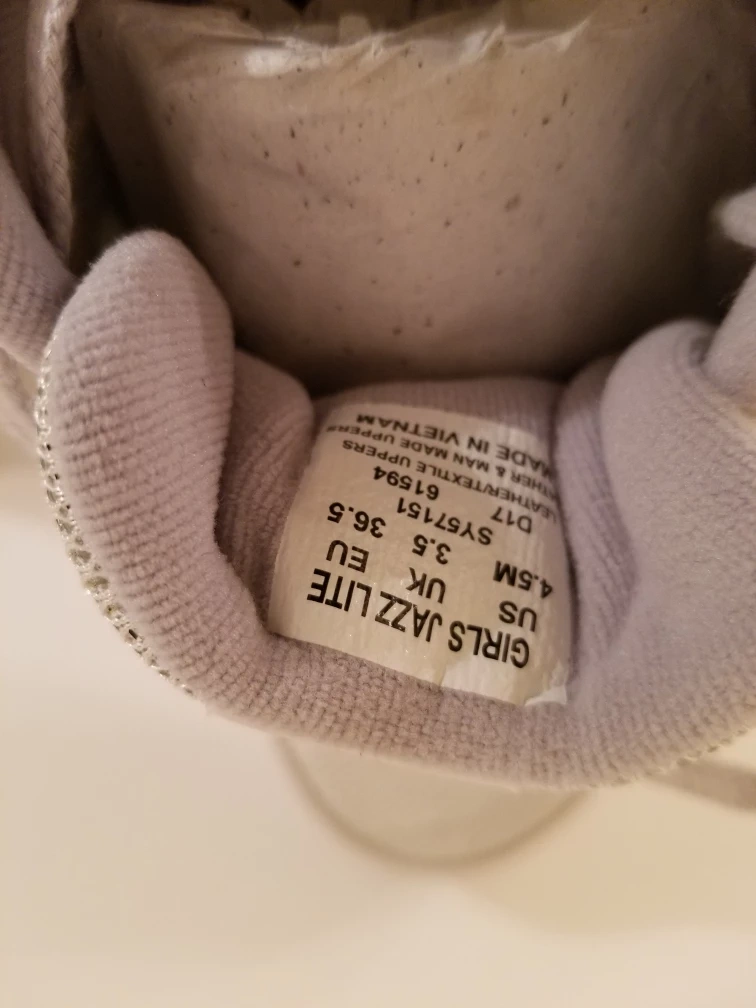 GIRLS JAZZ LITE
US UK EU
4.5M 3.5 36.5
SY57151
D17 61594
LEATHER/TEXTILE UPPERS
& MAN MADE UPPERS
MADE IN VIETNAM